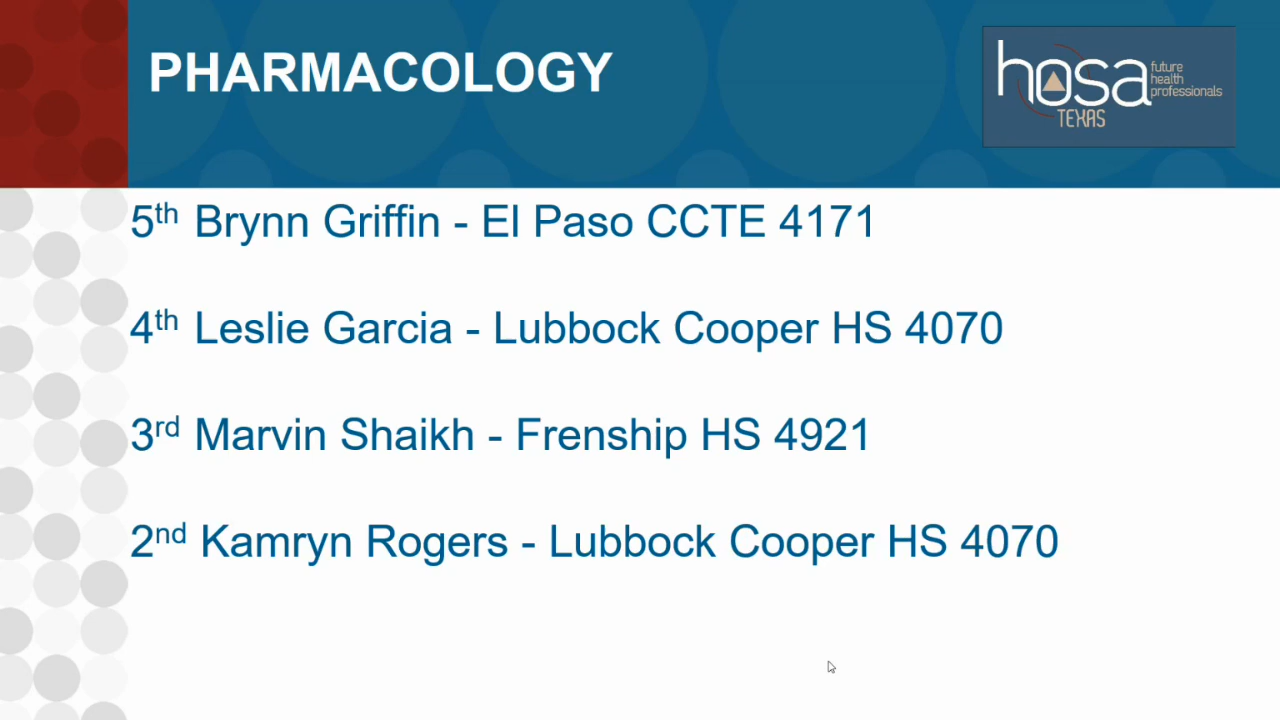 PHARMACOLOGY
hosa future health professionals
TEXAS
5th Brynn Griffin - El Paso CCTE 4171
4th Leslie Garcia - Lubbock Cooper HS 4070
3rd Marvin Shaikh - Frenship HS 4921
2nd Kamryn Rogers - Lubbock Cooper HS 4070